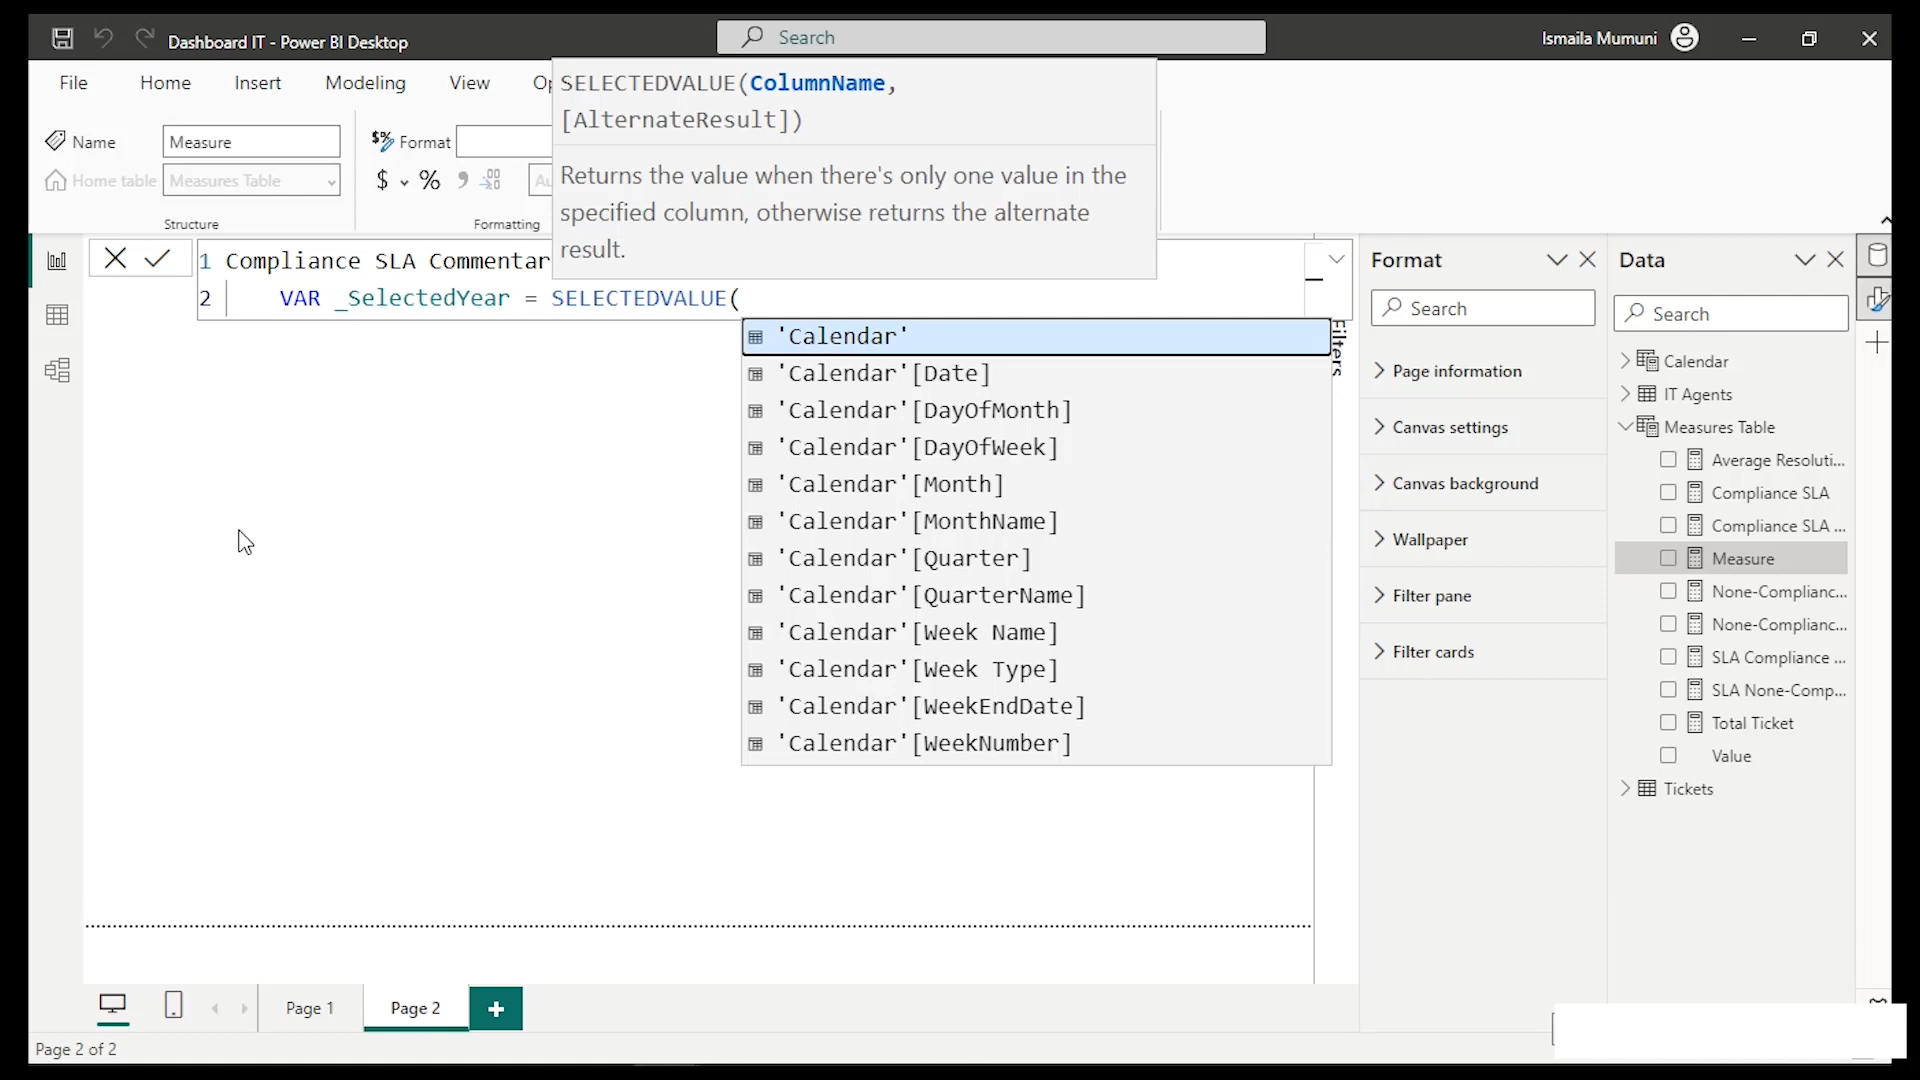 Dashboard IT - Power BI Desktop
Search
Ismaila Mumuni
File
Home
Insert
Modeling
View
SELECTEDVALUE(ColumnName,
[AlternateResult])
Returns the value when there's only one value in the
specified column, otherwise returns the alternate
result.
Name
Measure
$% Format
Home table
Measures Table
$ %
Structure
Formatting
1 Compliance SLA Commentar
2 VAR _SelectedYear = SELECTEDVALUE(
'Calendar'
'Calendar'[Date]
'Calendar'[DayOfMonth]
'Calendar'[DayOfWeek]
'Calendar'[Month]
'Calendar'[MonthName]
'Calendar'[Quarter]
'Calendar'[QuarterName]
'Calendar'[Week Name]
'Calendar'[Week Type]
'Calendar'[WeekEndDate]
'Calendar'[WeekNumber]
Filters
Format
Search
Page information
Canvas settings
Canvas background
Wallpaper
Filter pane
Filter cards
Data
Search
Calendar
IT Agents
Measures Table
Average Resoluti...
Compliance SLA
Compliance SLA ...
Measure
None-Complianc...
None-Complianc...
SLA Compliance ...
SLA None-Comp...
Total Ticket
Value
Tickets
Page 1
Page 2
Page 2 of 2